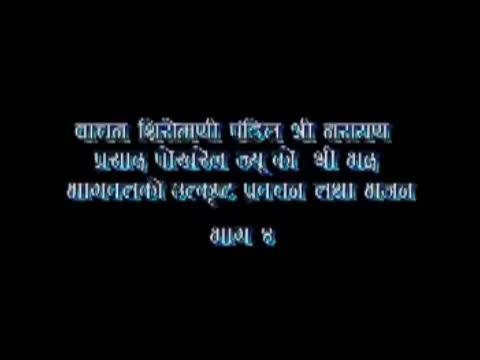 वाचन शिरोमणी पंडित श्री नारायण
प्रसाद पोखरेल ज्यू को श्री मद्
भागवतको उत्कृष्ट प्रवचन तथा भजन
भाग ४